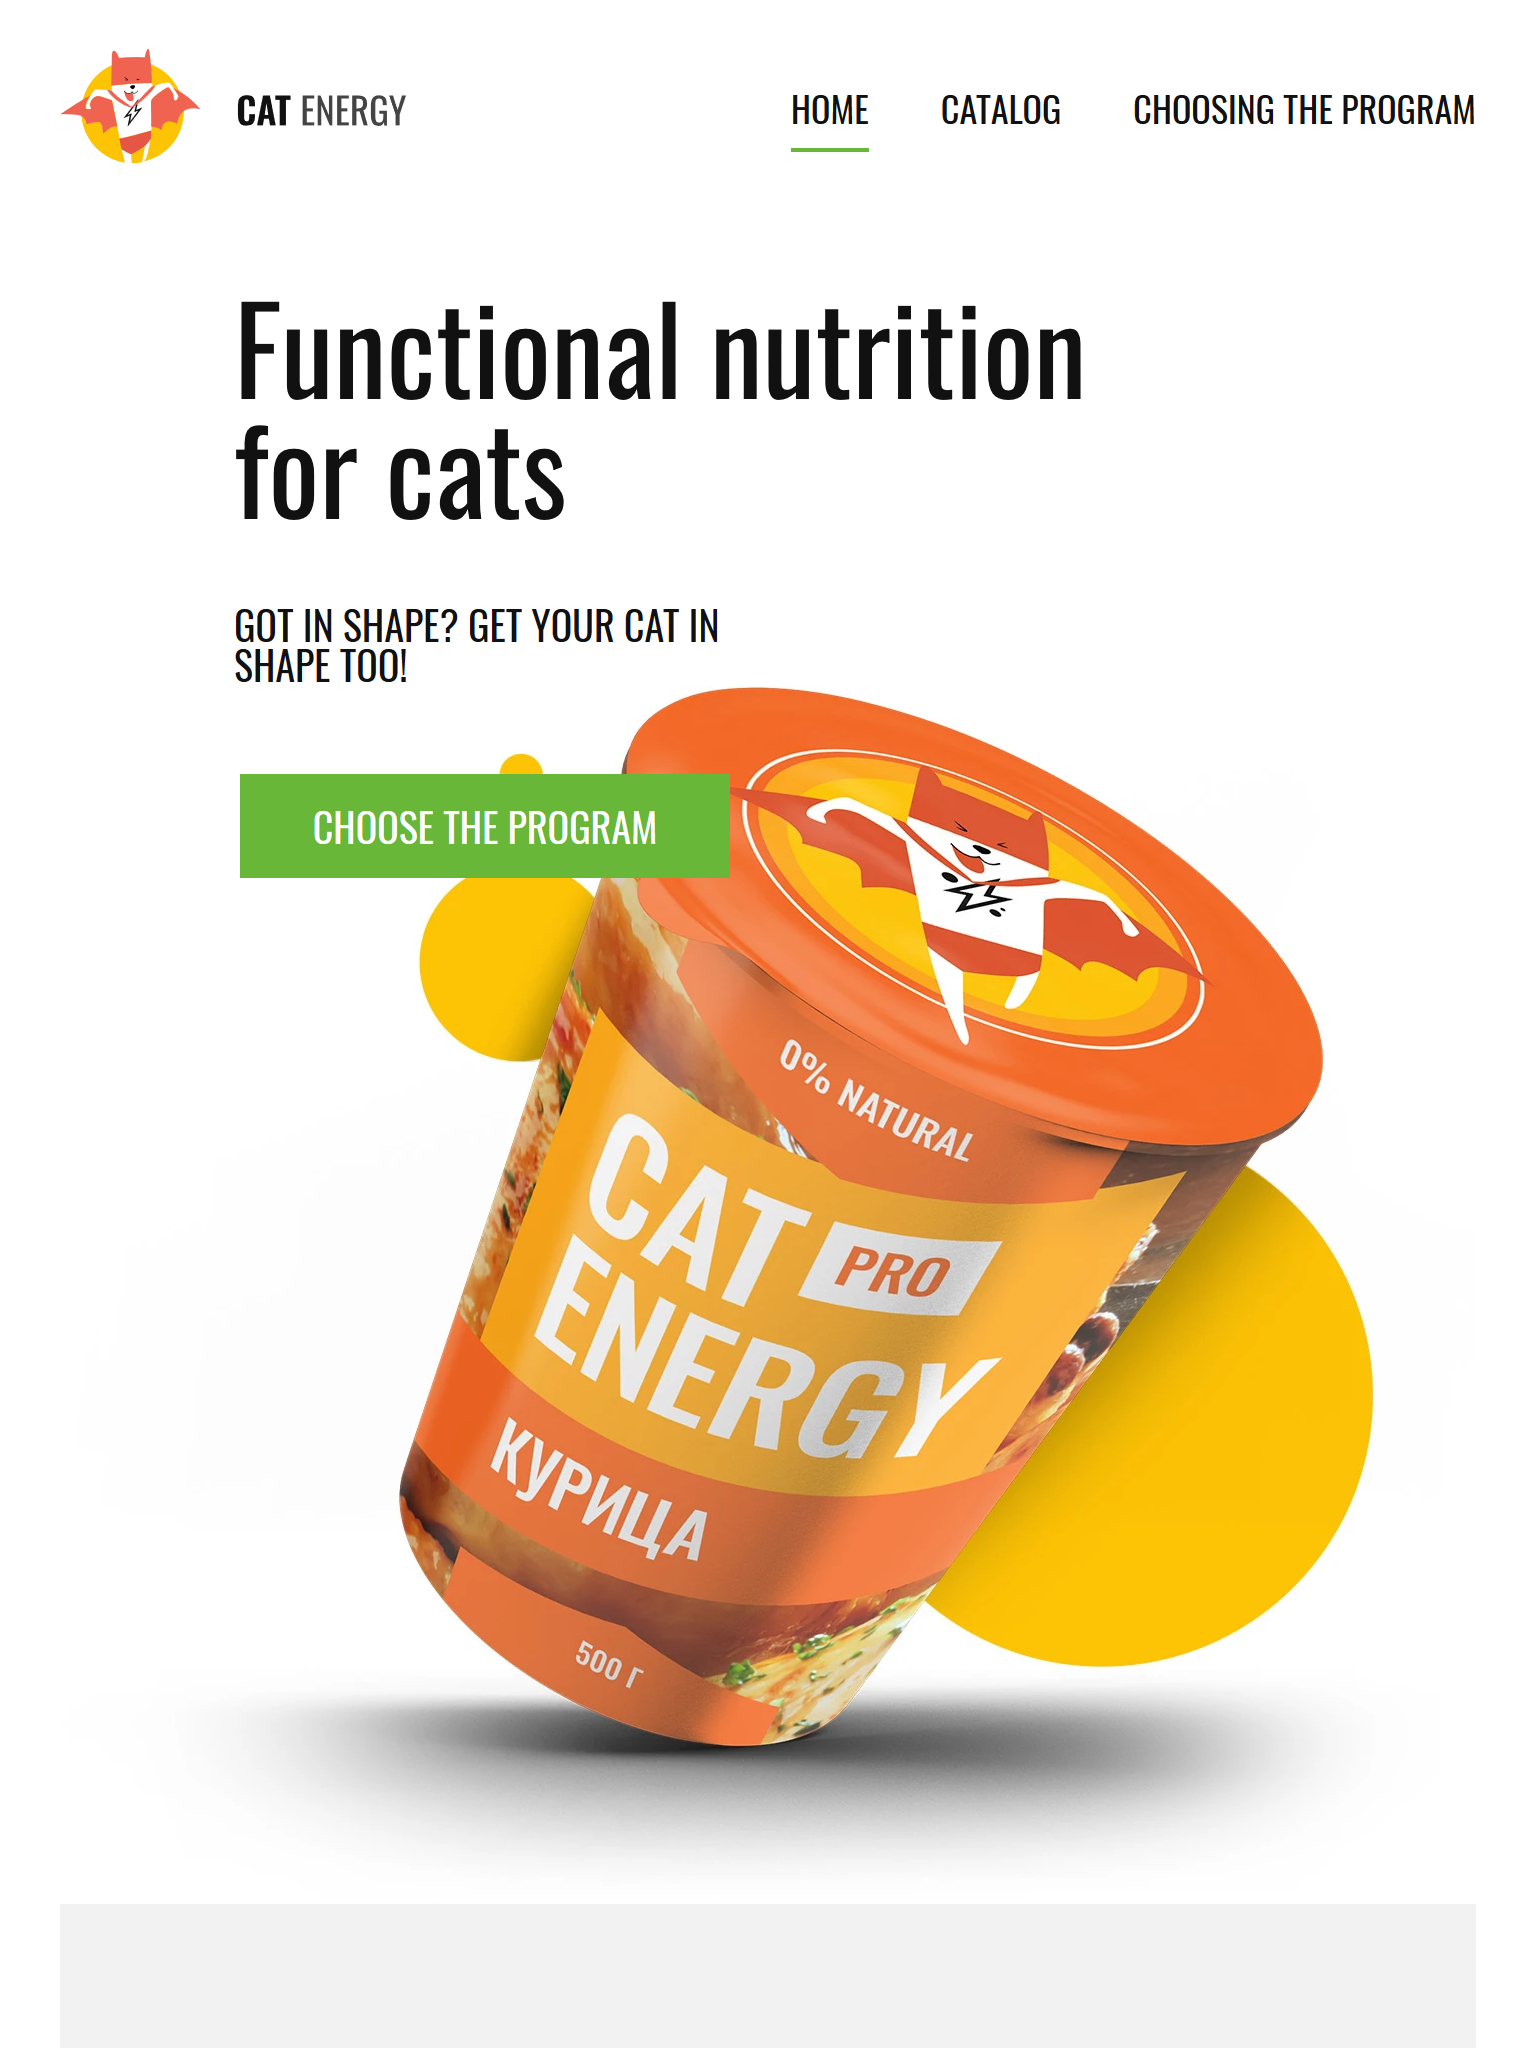 CAT ENERGY
HOME
CATALOG
CHOOSING THE PROGRAM
Functional nutrition
for cats
GOT IN SHAPE? GET YOUR CAT IN
SHAPE TOO!
CHOOSE THE PROGRAM
0% NATURAL
CAT PRO
ENERGY
КУРИЦА
500 Г